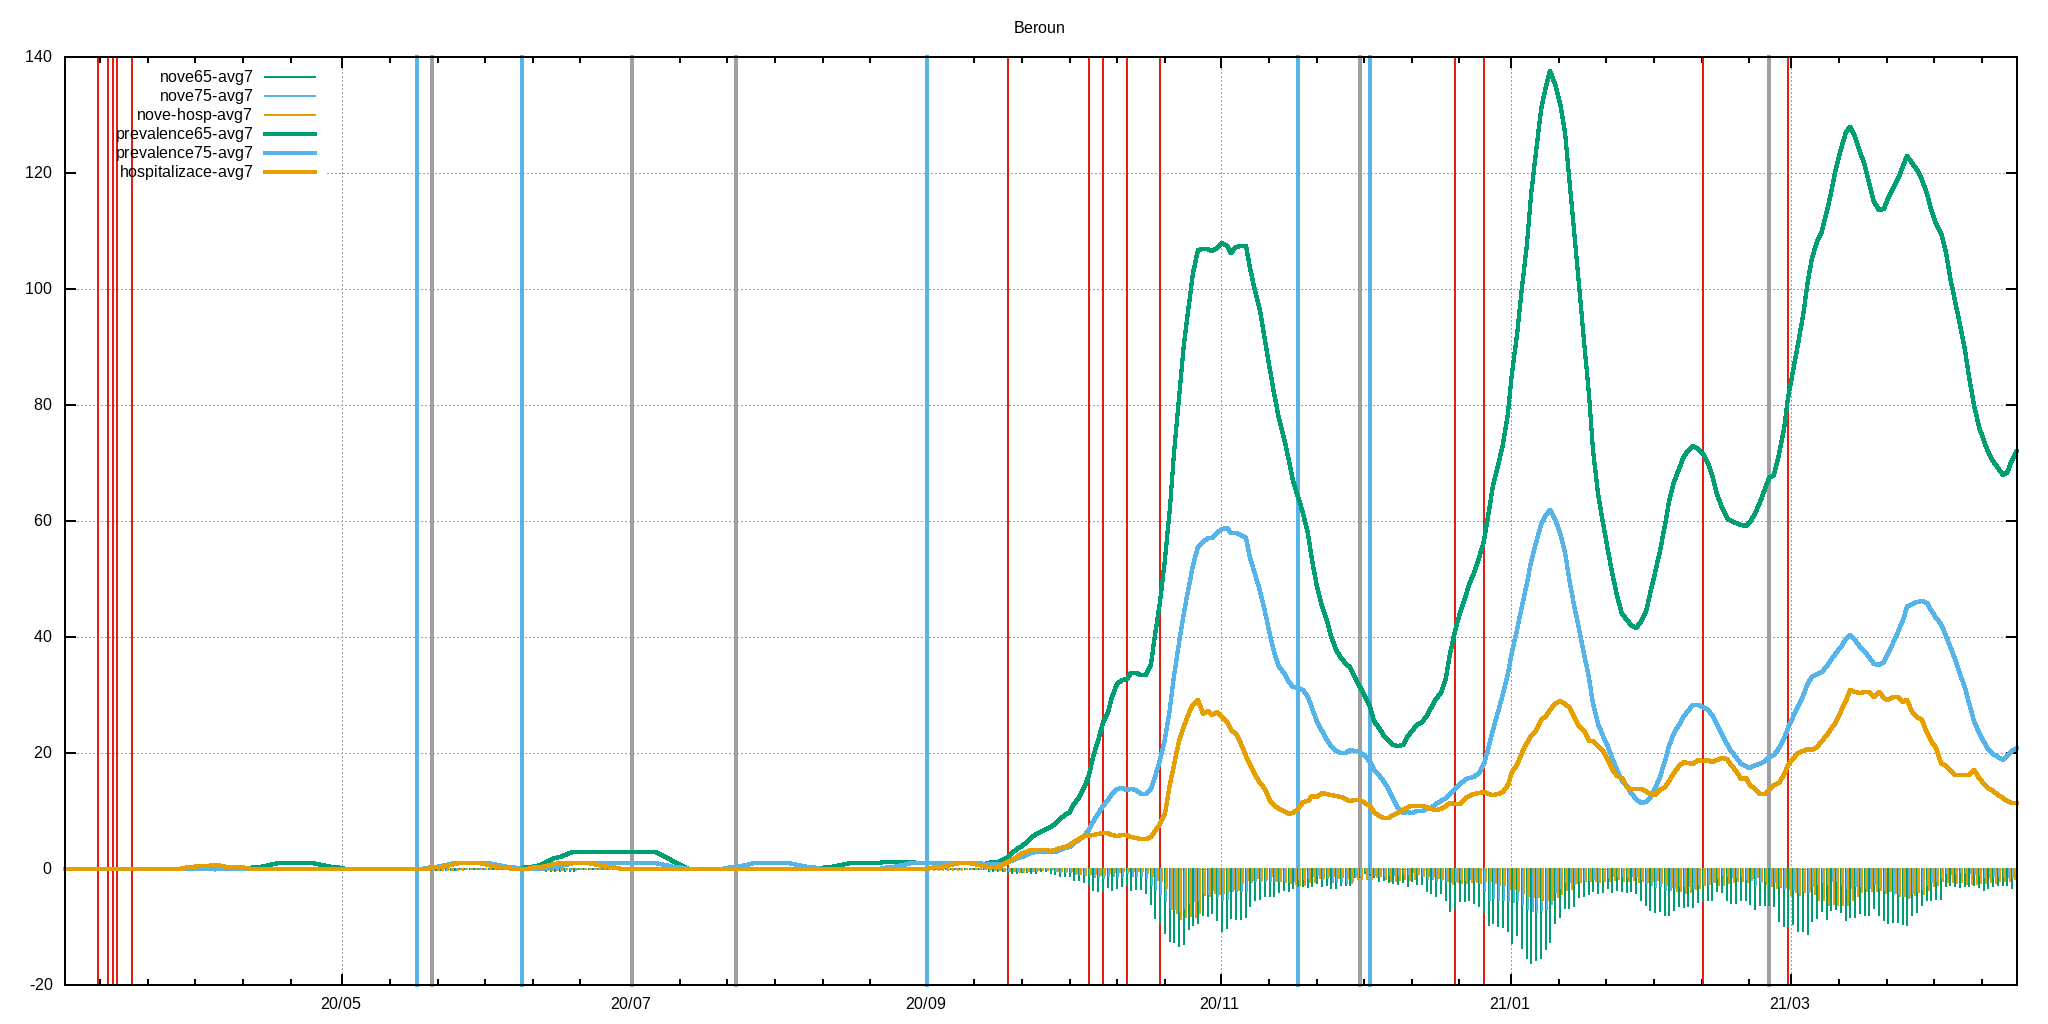 Beroun
140
120
100
80
60
40
20
0
-20
nove65-avg7
nove75-avg7
nove-hosp-avg7
prevalence65-avg7
prevalence75-avg7
hospitalizace-avg7
20/05 20/07 20/09 20/11 21/01 21/03